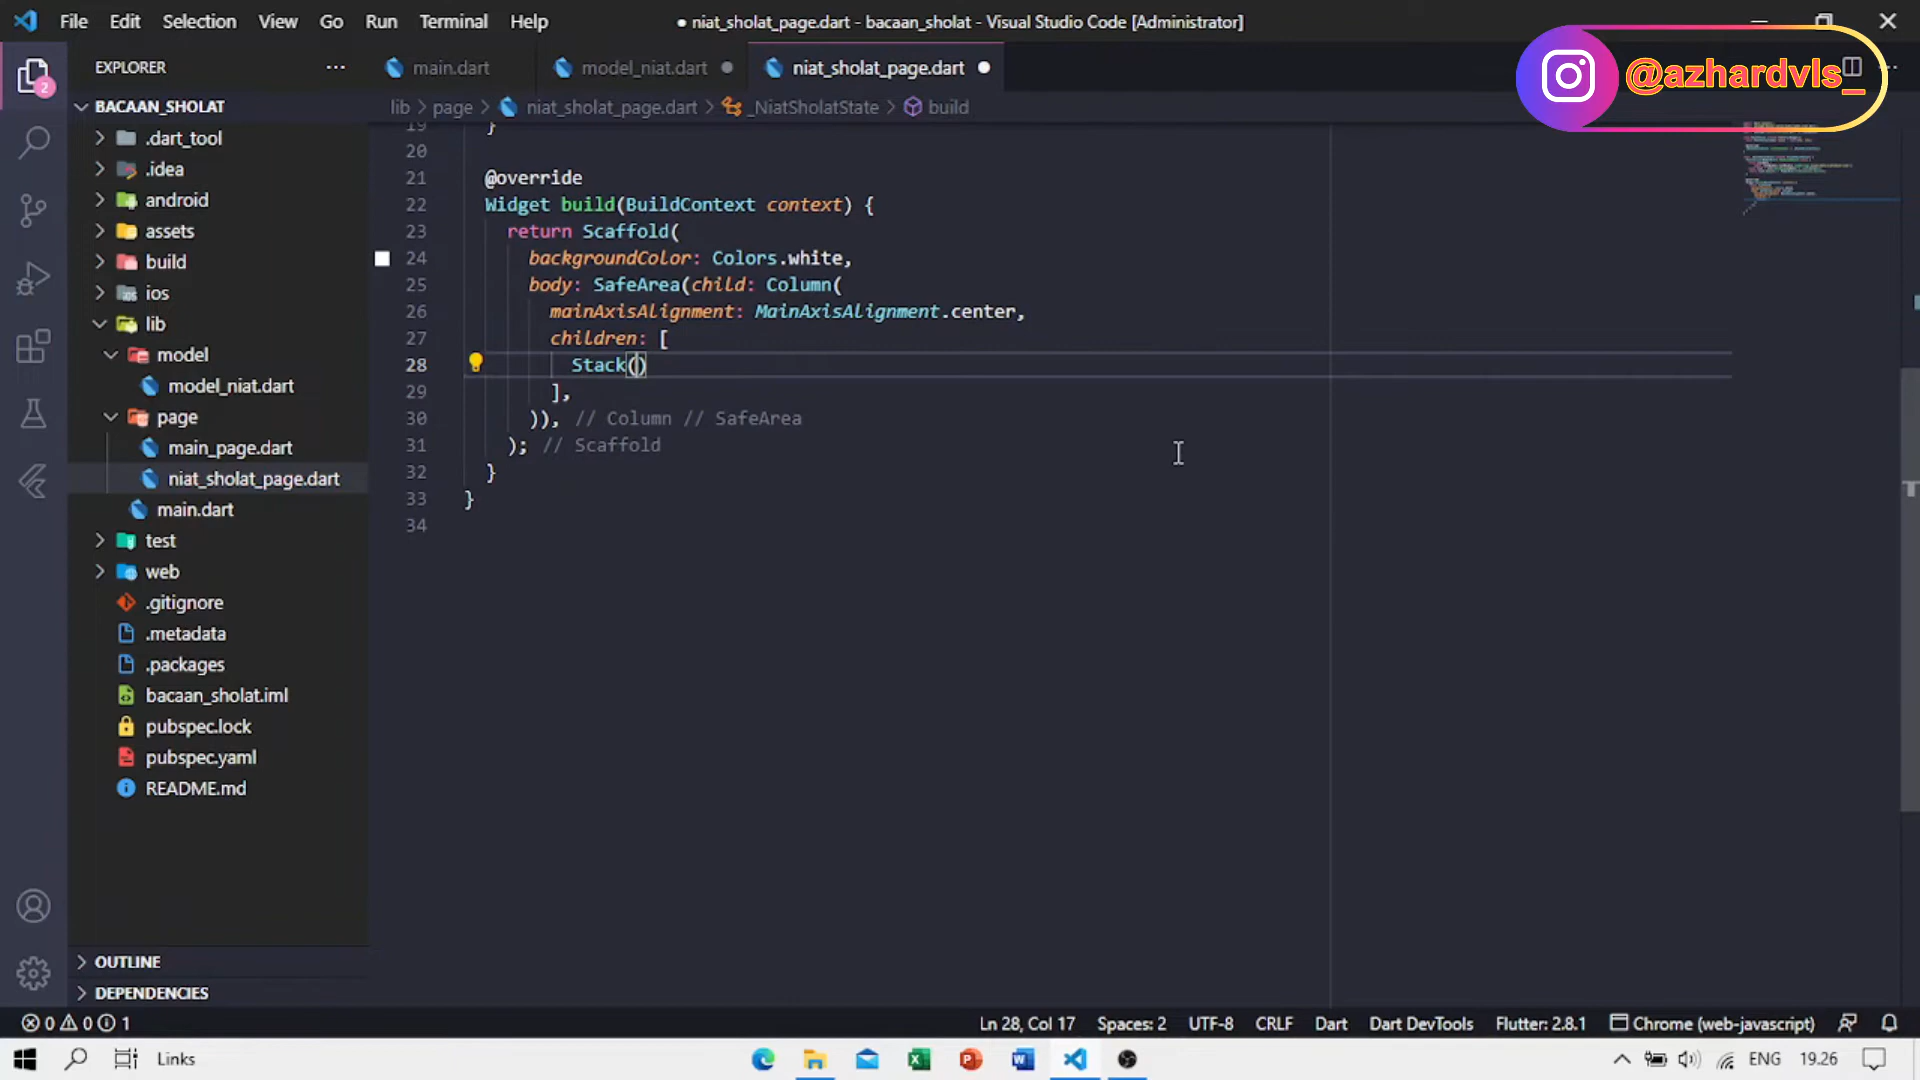 File Edit Selection View Go Run Terminal Help
● niat_sholat_page.dart - bacaan_sholat - Visual Studio Code [Administrator]
@azhardvls_
EXPLORER
main.dart
model_niat.dart
niat_sholat_page.dart
BACAAN_SHOLAT
lib > page > niat_sholat_page.dart > _NiatSholatState > build
.dart_tool
.idea
android
assets
build
ios
lib
model
model_niat.dart
page
main_page.dart
niat_sholat_page.dart
main.dart
test
web
.gitignore
.metadata
.packages
bacaan_sholat.iml
pubspec.lock
pubspec.yaml
README.md
OUTLINE
DEPENDENCIES
19 }
20
21 @override
22 Widget build(BuildContext context) {
23 return Scaffold(
24 backgroundColor: Colors.white,
25 body: SafeArea(child: Column(
26 mainAxisAlignment: MainAxisAlignment.center,
27 children: [
28 Stack()
29 ],
30 )), // Column // SafeArea
31 ); // Scaffold
32 }
33 }
34
2
0 0 1
Ln 28, Col 17 Spaces: 2 UTF-8 CRLF Dart Dart DevTools Flutter: 2.8.1 Chrome (web-javascript)
Links
ENG 19.26